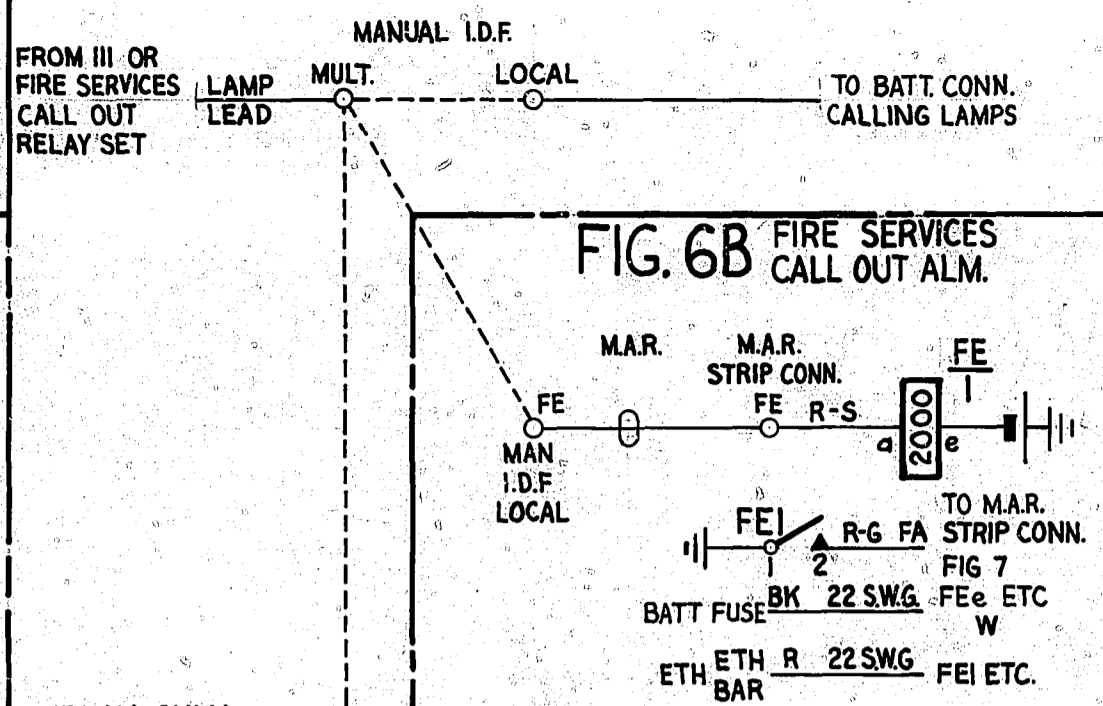 MANUAL I.D.F.
FROM III OR
FIRE SERVICES
CALL OUT
RELAY SET
LAMP
LEAD
MULT.
LOCAL
TO BATT. CONN.
CALLING LAMPS
FIG. 6B
FIRE SERVICES
CALL OUT ALM.
M.A.R.
M.A.R.
STRIP CONN.
FE
1
FE
FE
R-S
a
2000
e
MAN
I.D.F
LOCAL
FE1
1
2
R-G
FA
TO M.A.R.
STRIP CONN.
FIG 7
BATT FUSE
BK
22 S.W.G.
FEe ETC
W
ETH
ETH
BAR
R
22 S.W.G
FE1 ETC.